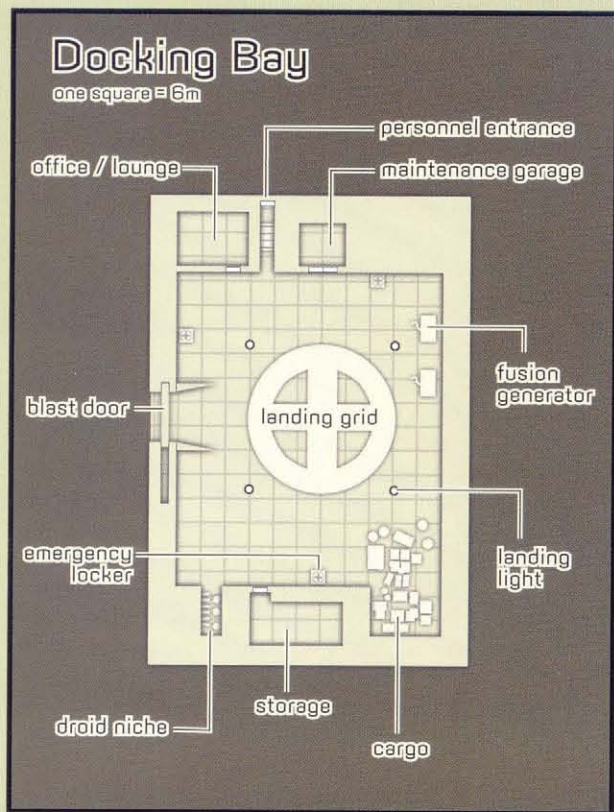 Docking Bay
one square = 6m
personnel entrance
office / lounge
maintenance garage
fusion
generator
blast door
landing grid
emergency
locker
landing
light
storage
droid niche
cargo